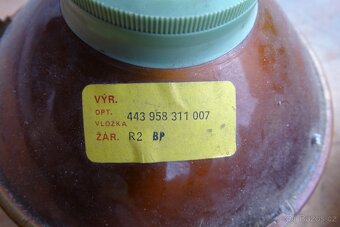 VÝR.
OPT. VLOŽKA 443 958 311 007
ŽÁR. R2 BP